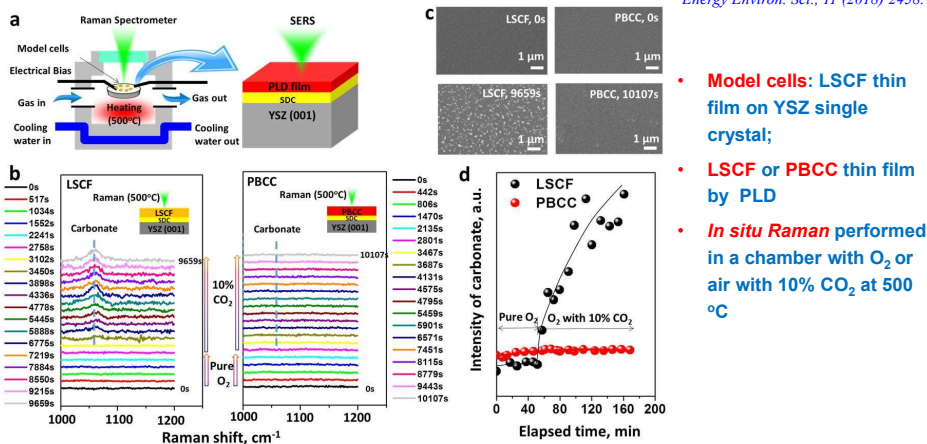 Energy Environ. Sci., 11 (2018) 2458.
a
Raman Spectrometer
Model cells
Electrical Bias
Gas in
Gas out
Heating
(500°C)
Cooling
water in
Cooling
water out
SERS
PLD film
SDC
YSZ (001)
c
LSCF, 0s
1 µm
PBCC, 0s
1 µm
LSCF, 9659s
1 µm
PBCC, 10107s
1 µm
b
0s
517s
1034s
1552s
2241s
2758s
3102s
3450s
3898s
4336s
4778s
5445s
5888s
6775s
7219s
7884s
8550s
9215s
9659s
LSCF
Raman (500°C)
LSCF
SDC
YSZ (001)
Carbonate
9659s
0s
1000 1100 1200
10%
CO₂
Pure
O₂
PBCC
Raman (500°C)
PBCC
SDC
YSZ (001)
Carbonate
10107s
0s
1000 1100 1200
Raman shift, cm⁻¹
0s
442s
806s
1470s
2135s
2801s
3467s
3687s
4131s
4575s
4795s
5459s
5901s
6571s
7451s
8115s
8779s
9443s
10107s
d
LSCF
PBCC
Intensity of carbonate, a.u.
Pure O₂
O₂ with 10% CO₂
0 40 80 120 160 200
Elapsed time, min
• Model cells: LSCF thin
film on YSZ single
crystal;
• LSCF or PBCC thin film
by PLD
• In situ Raman performed
in a chamber with O₂ or
air with 10% CO₂ at 500
°C